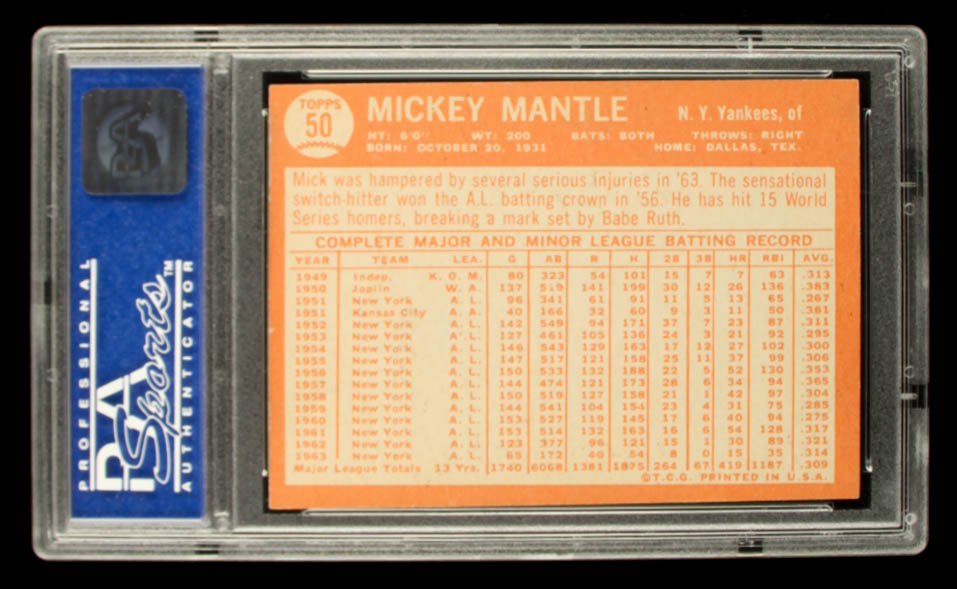 TOPPS
50
MICKEY MANTLE
N. Y. Yankees, of
HT: 6'0" WT: 200 BATS: BOTH THROWS: RIGHT
BORN: OCTOBER 20, 1931 HOME: DALLAS, TEX.
Mick was hampered by several serious injuries in '63. The sensational
switch-hitter won the A.L. batting crown in '56. He has hit 15 World
Series homers, breaking a mark set by Babe Ruth.
COMPLETE MAJOR AND MINOR LEAGUE BATTING RECORD
YEAR TEAM LEA. G AB R H 2B 3B HR RBI AVG.
1949 Indep. K. O. M. 80 323 54 101 15 7 7 63 .313
1950 Joplin W. A. 137 519 141 199 30 12 26 136 .383
1951 New York A. L. 96 341 61 91 11 5 13 65 .267
1951 Kansas City A. A. 40 166 32 60 9 3 11 50 .361
1952 New York A. L. 142 549 94 171 37 7 23 87 .311
1953 New York A. L. 127 461 105 136 24 3 21 92 .295
1954 New York A. L. 146 543 129 163 17 12 27 102 .300
1955 New York A. L. 147 517 121 158 25 11 37 99 .306
1956 New York A. L. 150 533 132 188 22 5 52 130 .353
1957 New York A. L. 144 474 121 173 28 6 34 94 .365
1958 New York A. L. 150 519 127 158 21 1 42 97 .304
1959 New York A. L. 144 541 104 154 23 4 31 75 .285
1960 New York A. L. 153 527 119 145 17 6 40 94 .275
1961 New York A. L. 153 514 132 163 16 6 54 128 .317
1962 New York A. L. 123 377 96 121 15 1 30 89 .321
1963 New York A. L. 65 172 40 54 8 0 15 35 .314
Major League Totals 13 Yrs. 1740 6068 1381 1875 264 67 419 1187 .309
©T.C.G. PRINTED IN U.S.A.
PROFESSIONAL
PSA
Sports™
AUTHENTICATOR
PSA